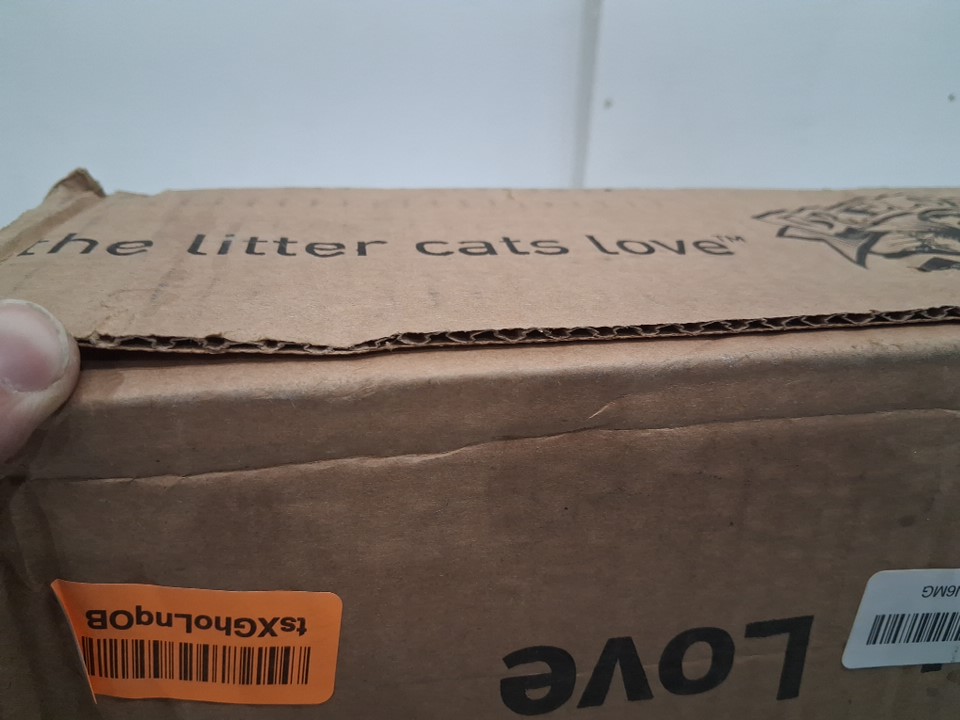 the litter cats love™
tsXGhoLnqOB
Love